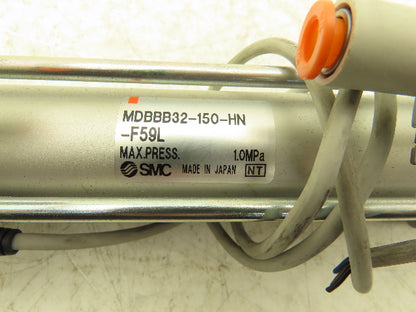 MDBBB32-150-HN
-F59L
MAX.PRESS. 1.0MPa
SMC MADE IN JAPAN NT